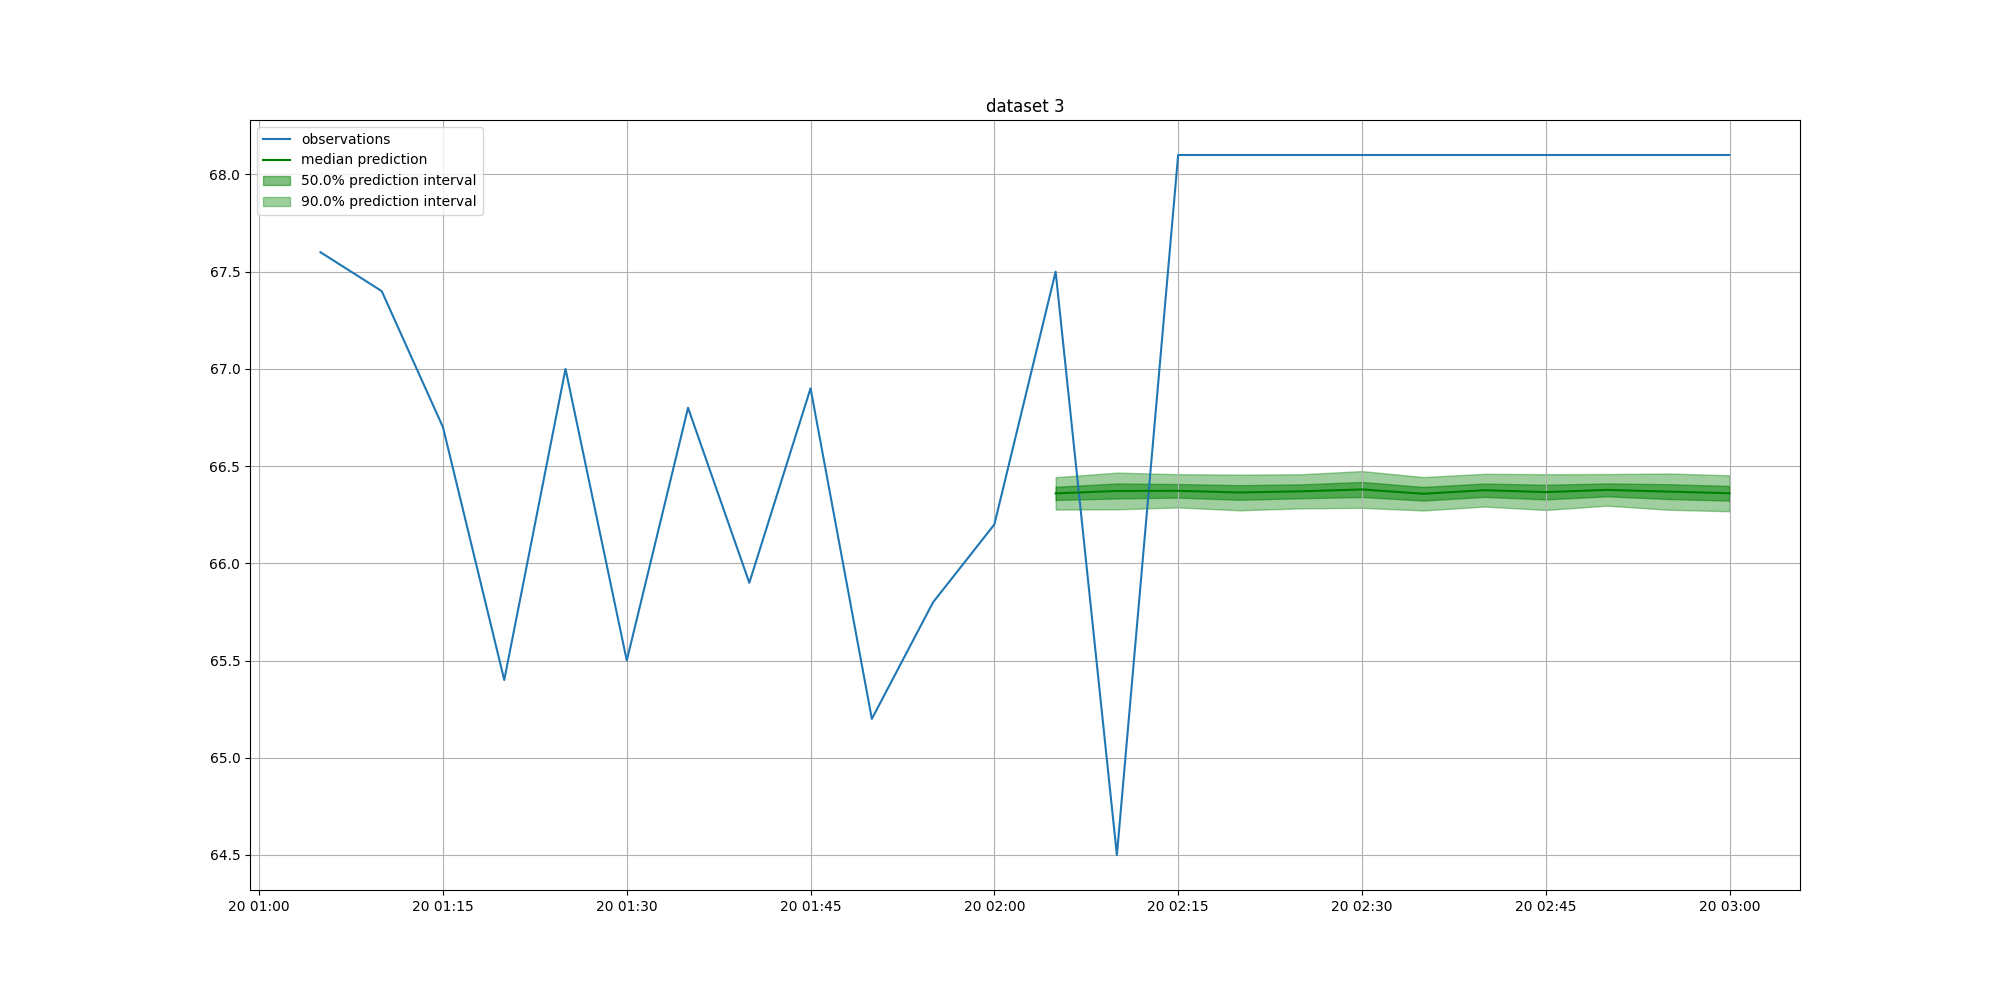 dataset 3
observations
median prediction
50.0% prediction interval
90.0% prediction interval
68.0
67.5
67.0
66.5
66.0
65.5
65.0
64.5
20 01:00 20 01:15 20 01:30 20 01:45 20 02:00 20 02:15 20 02:30 20 02:45 20 03:00